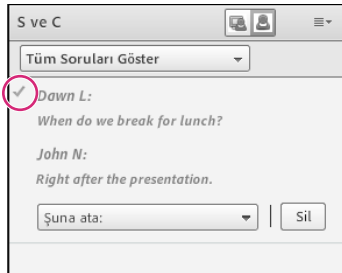 S ve C
Tüm Soruları Göster
Dawn L:
When do we break for lunch?
John N:
Right after the presentation.
Şuna ata:
Sil